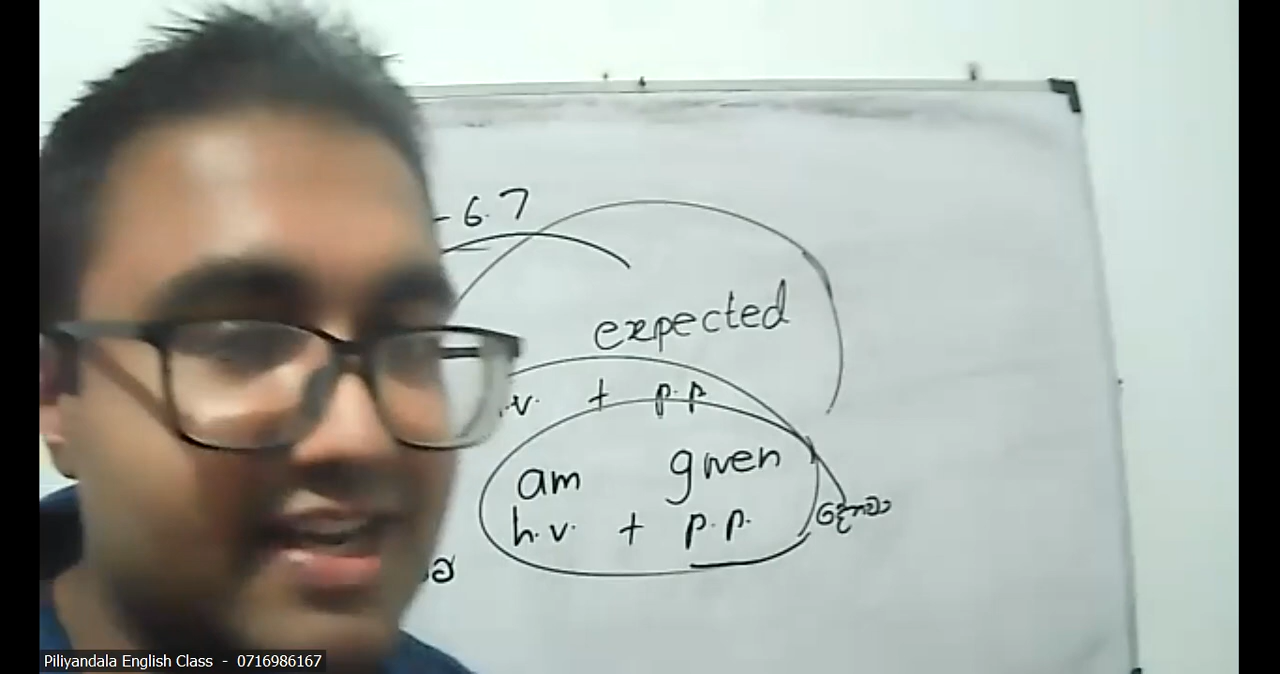 - 6.7
expected
.v. + p.p.
am given
h.v. + p.p.
Piliyandala English Class - 0716986167